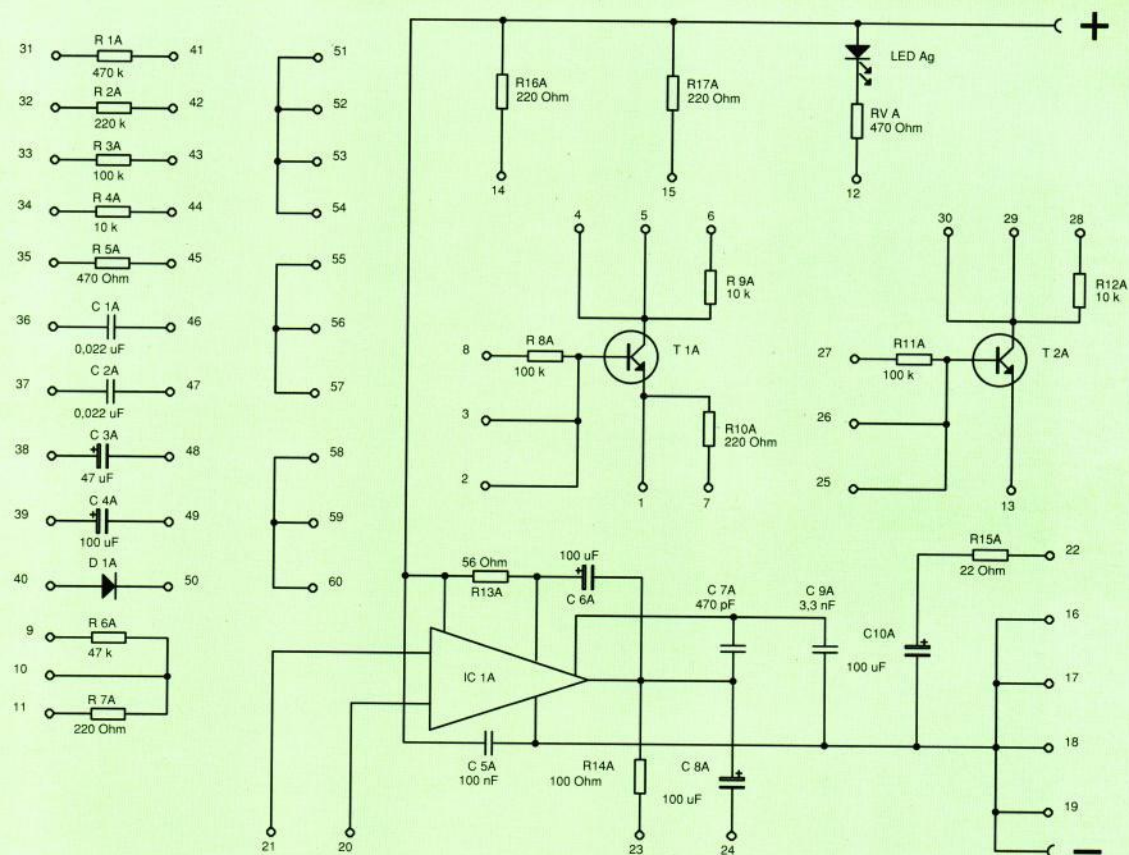 31 R 1A 41
470 k
32 R 2A 42
220 k
33 R 3A 43
100 k
34 R 4A 44
10 k
35 R 5A 45
470 Ohm
36 C 1A 46
0,022 uF
37 C 2A 47
0,022 uF
38 + C 3A 48
47 uF
39 + C 4A 49
100 uF
40 D 1A 50
9 R 6A
47 k
10
11 R 7A
220 Ohm
51
52
53
54
55
56
57
58
59
60
+
R16A
220 Ohm
14
R17A
220 Ohm
15
LED Ag
RV A
470 Ohm
12
4 5 6
R 9A
10 k
8 R 8A
100 k
T 1A
3
2
R10A
220 Ohm
1 7
30 29 28
R12A
10 k
27 R11A
100 k
T 2A
26
25
13
56 Ohm
R13A
100 uF
+
C 6A
C 7A
470 pF
C 9A
3,3 nF
R15A
22 Ohm
22
C10A +
100 uF
16
17
18
19
IC 1A
C 5A
100 nF
R14A
100 Ohm
C 8A +
100 uF
21 20 23 24
−